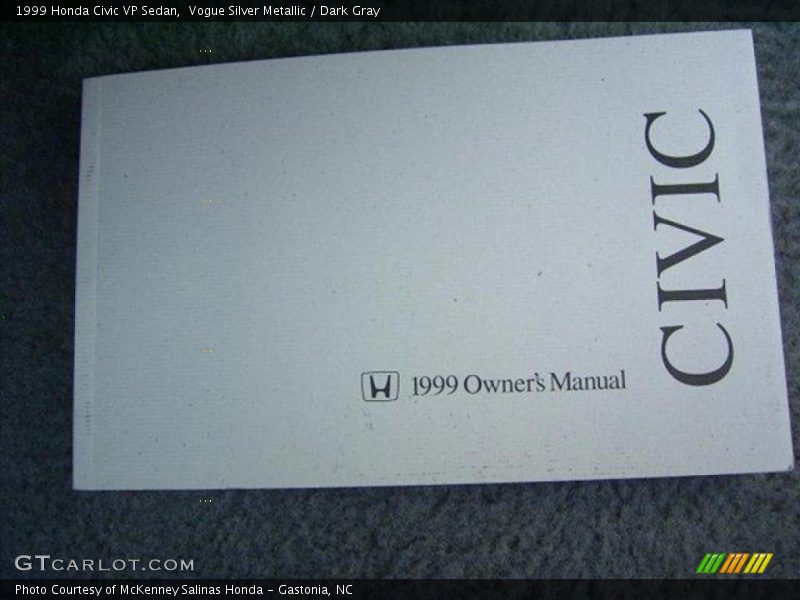 1999 Honda Civic VP Sedan,  Vogue Silver Metallic / Dark Gray
CIVIC
1999 Owner's Manual
GTCARLOT.COM
Photo Courtesy of McKenney Salinas Honda - Gastonia, NC